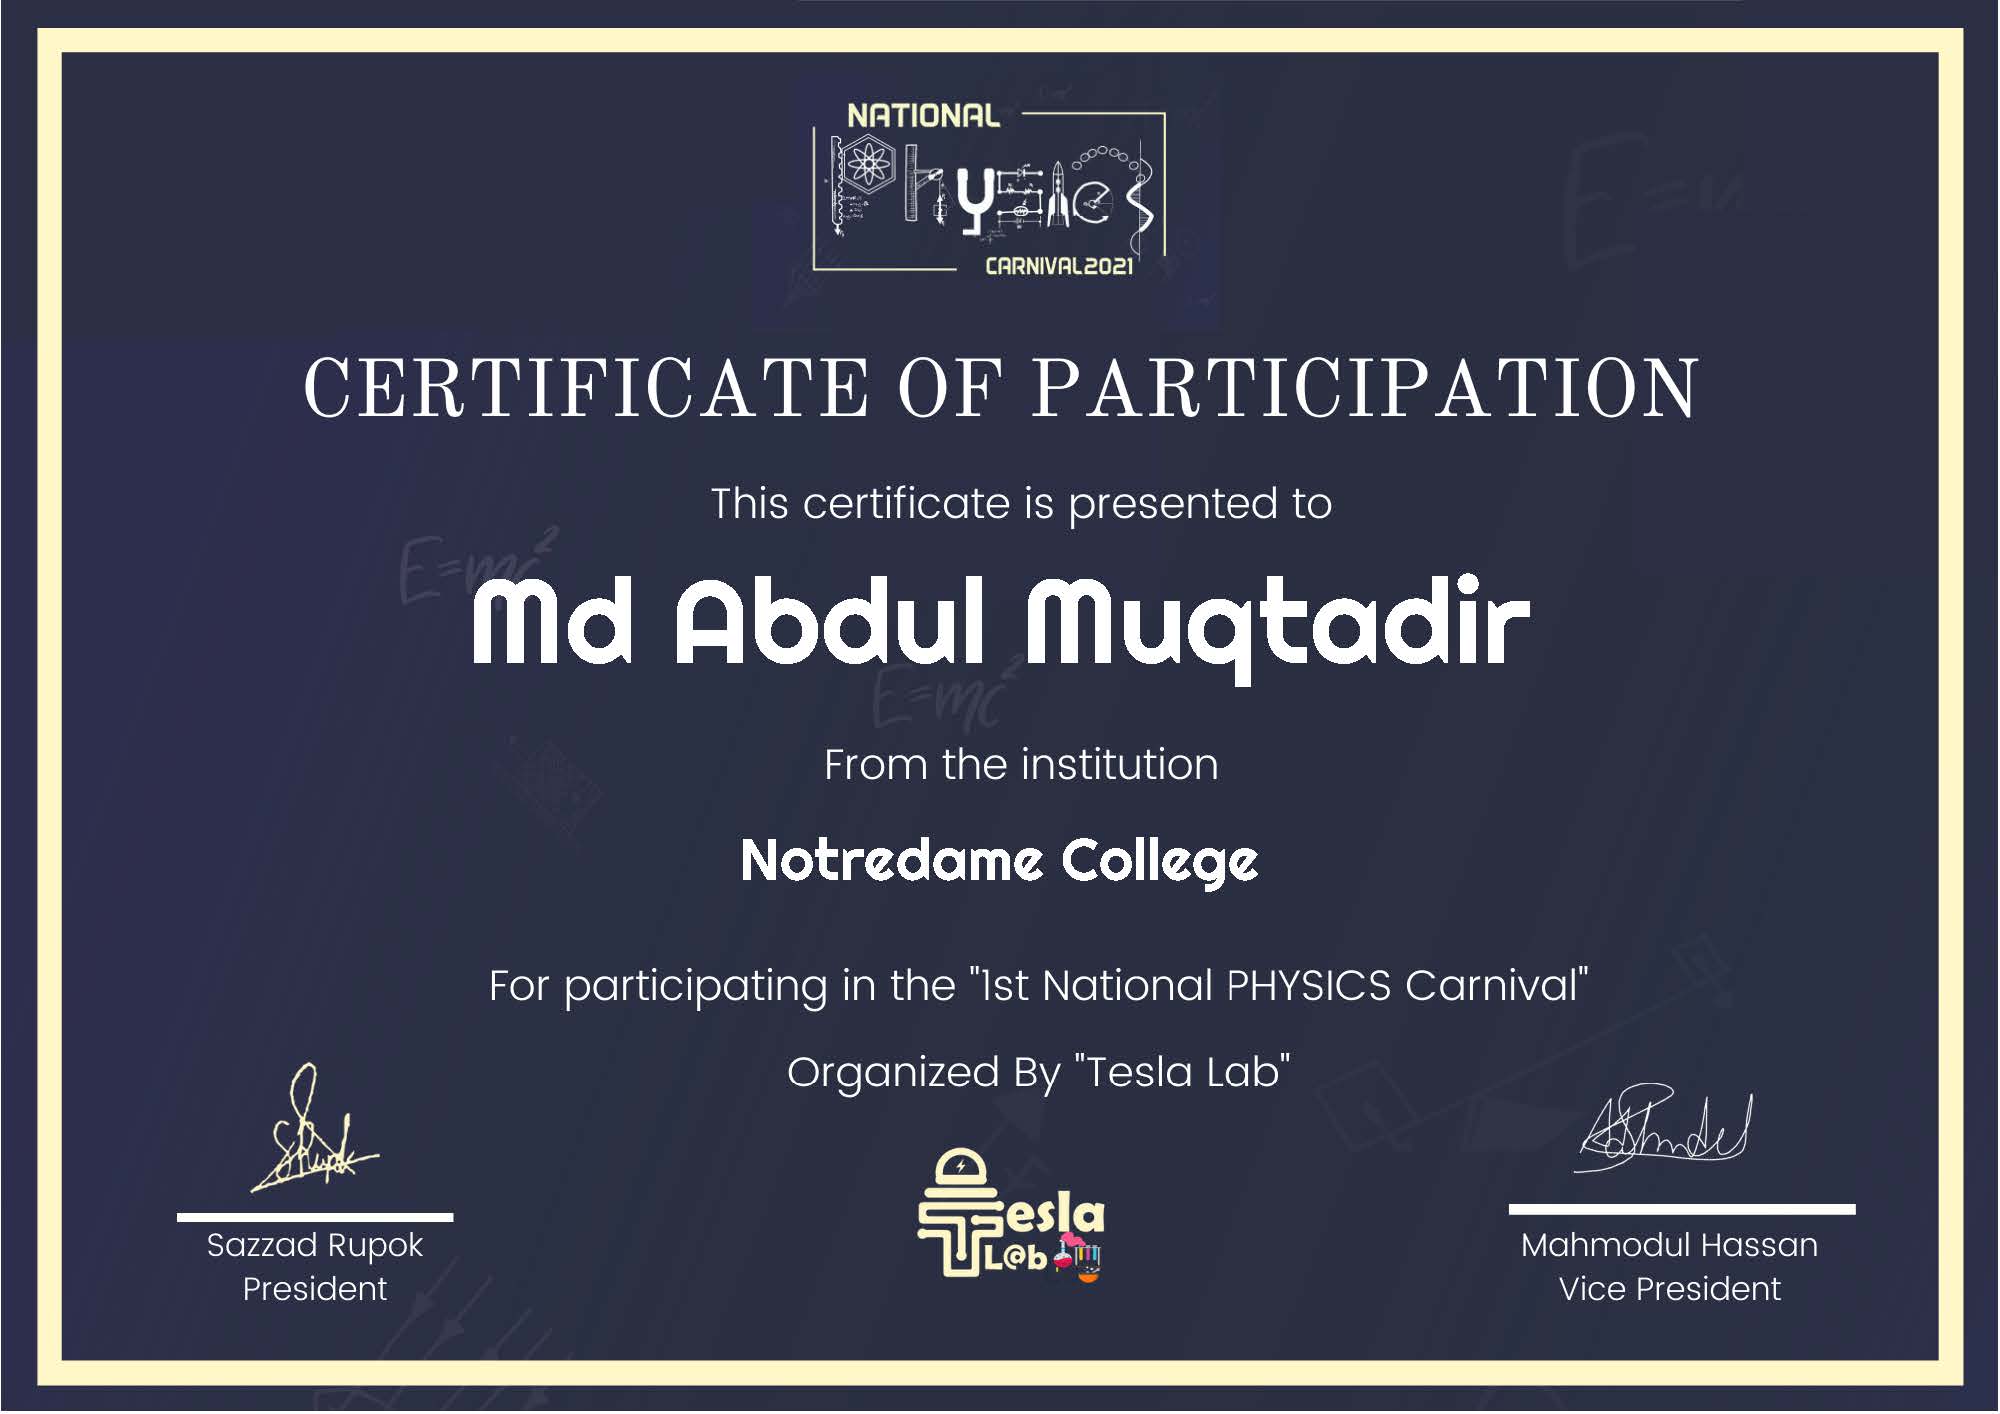 NATIONAL
Physics
CARNIVAL2021
CERTIFICATE OF PARTICIPATION
This certificate is presented to
E=mc²
Md Abdul Muqtadir
E=mc²
From the institution
Notredame College
For participating in the "1st National PHYSICS Carnival"
Organized By "Tesla Lab"
Tesla
L@b
Sazzad Rupok
President
Mahmodul Hassan
Vice President